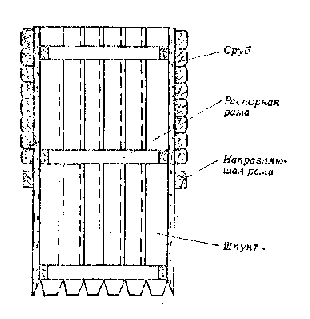 Сруб
Распорная
рама
Направляю-
щая рама
Шпунт